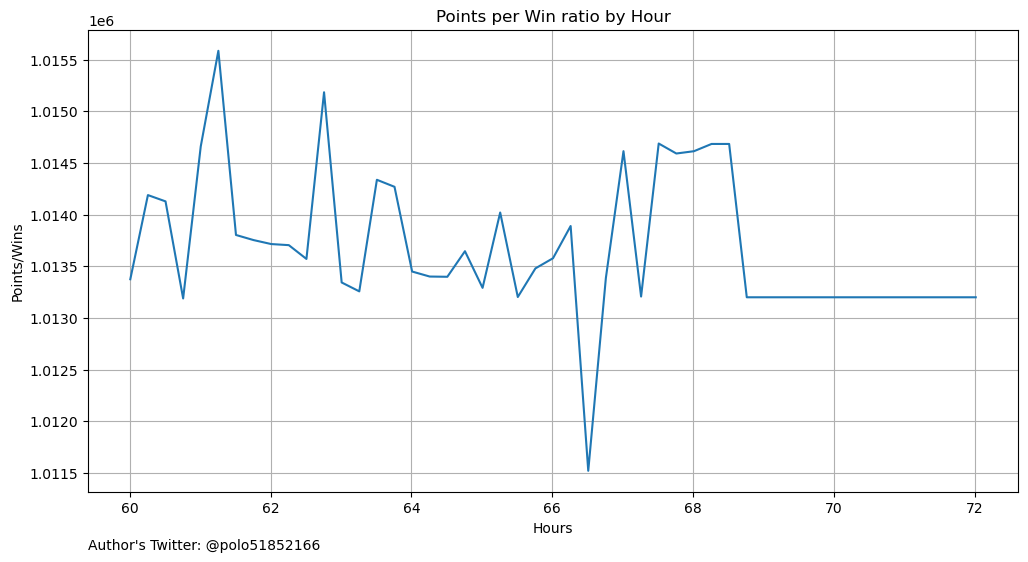 Points per Win ratio by Hour
1e6
1.0155
1.0150
1.0145
1.0140
1.0135
1.0130
1.0125
1.0120
1.0115
Points/Wins
60 62 64 66 68 70 72
Hours
Author's Twitter: @polo51852166